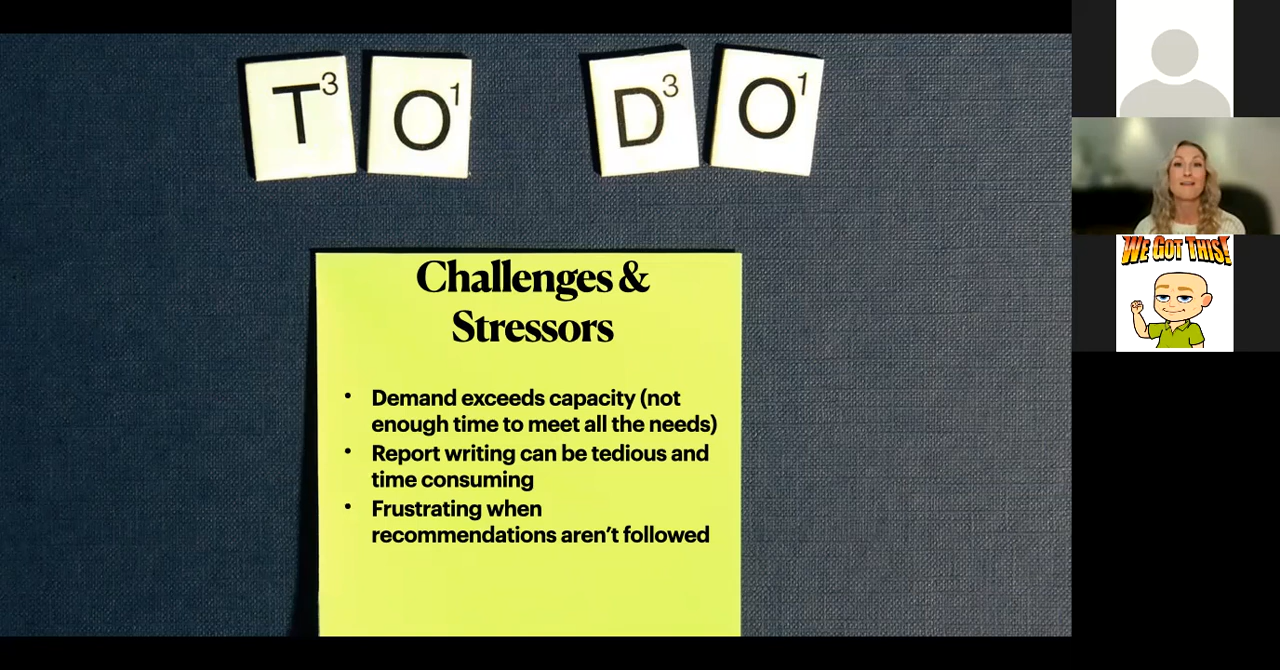 T3 O1 D3 O1
Challenges &
Stressors
• Demand exceeds capacity (not
enough time to meet all the needs)
• Report writing can be tedious and
time consuming
• Frustrating when
recommendations aren’t followed
WE GOT THIS!